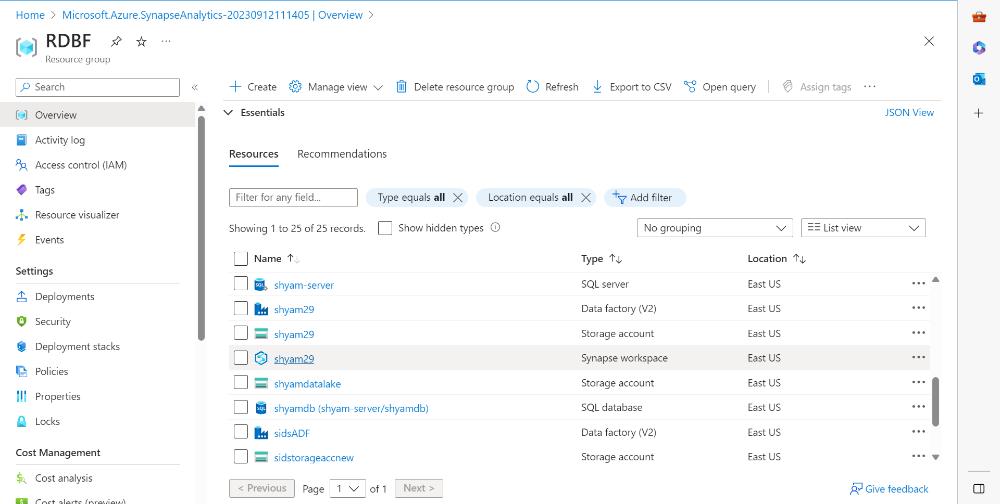 Home > Microsoft.Azure.SynapseAnalytics-20230912111405 | Overview >
RDBF
Resource group
Search
Overview
Activity log
Access control (IAM)
Tags
Resource visualizer
Events
Settings
Deployments
Security
Deployment stacks
Policies
Properties
Locks
Cost Management
Cost analysis
Cost alerts (preview)
Create Manage view Delete resource group Refresh Export to CSV Open query Assign tags
Essentials JSON View
Resources Recommendations
Filter for any field... Type equals all Location equals all Add filter
Showing 1 to 25 of 25 records. Show hidden types No grouping List view
Name Type Location
shyam-server SQL server East US
shyam29 Data factory (V2) East US
shyam29 Storage account East US
shyam29 Synapse workspace East US
shyamdatalake Storage account East US
shyamdb (shyam-server/shyamdb) SQL database East US
sidsADF Data factory (V2) East US
sidstorageaccnew Storage account East US
< Previous Page 1 of 1 Next > Give feedback